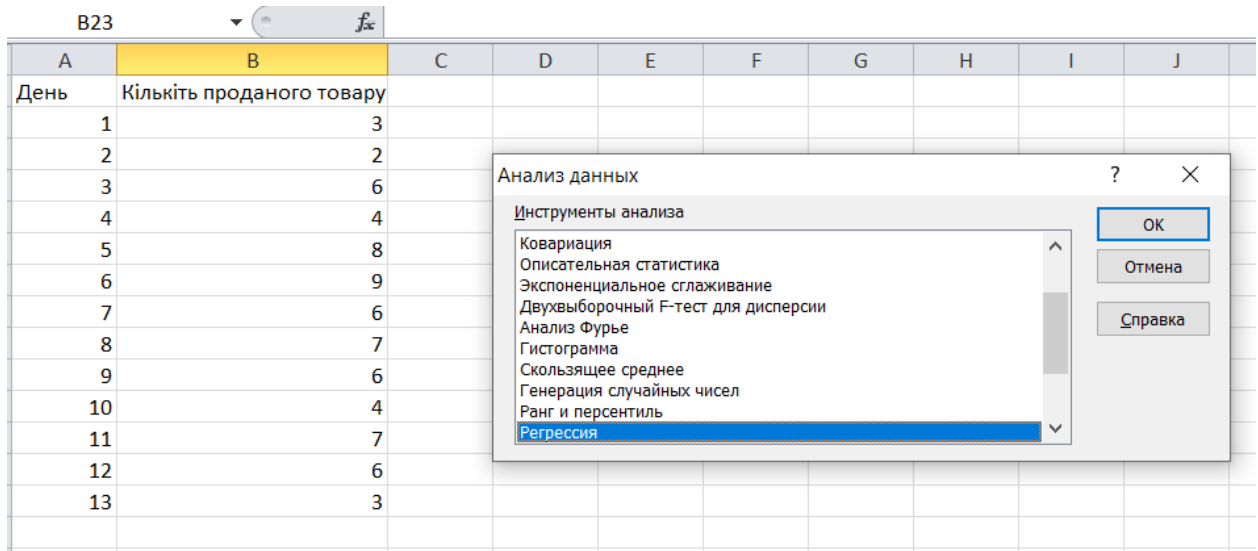 B23 fx
A B C D E F G H I J
День Кількіть проданого товару
1 3
2 2
3 6
4 4
5 8
6 9
7 6
8 7
9 6
10 4
11 7
12 6
13 3
Анализ данных ?
Инструменты анализа
Ковариация
Описательная статистика
Экспоненциальное сглаживание
Двухвыборочный F-тест для дисперсии
Анализ Фурье
Гистограмма
Скользящее среднее
Генерация случайных чисел
Ранг и персентиль
Регрессия
OK
Отмена
Справка